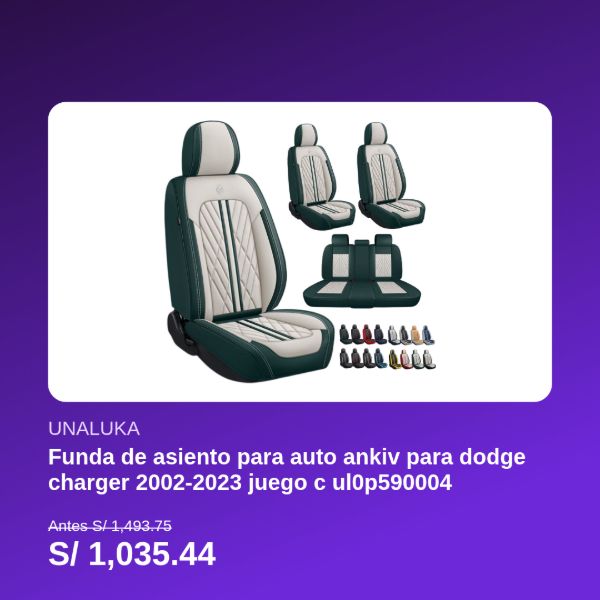 UNALUKA
Funda de asiento para auto ankiv para dodge
charger 2002-2023 juego c ul0p590004
Antes S/ 1,493.75
S/ 1,035.44